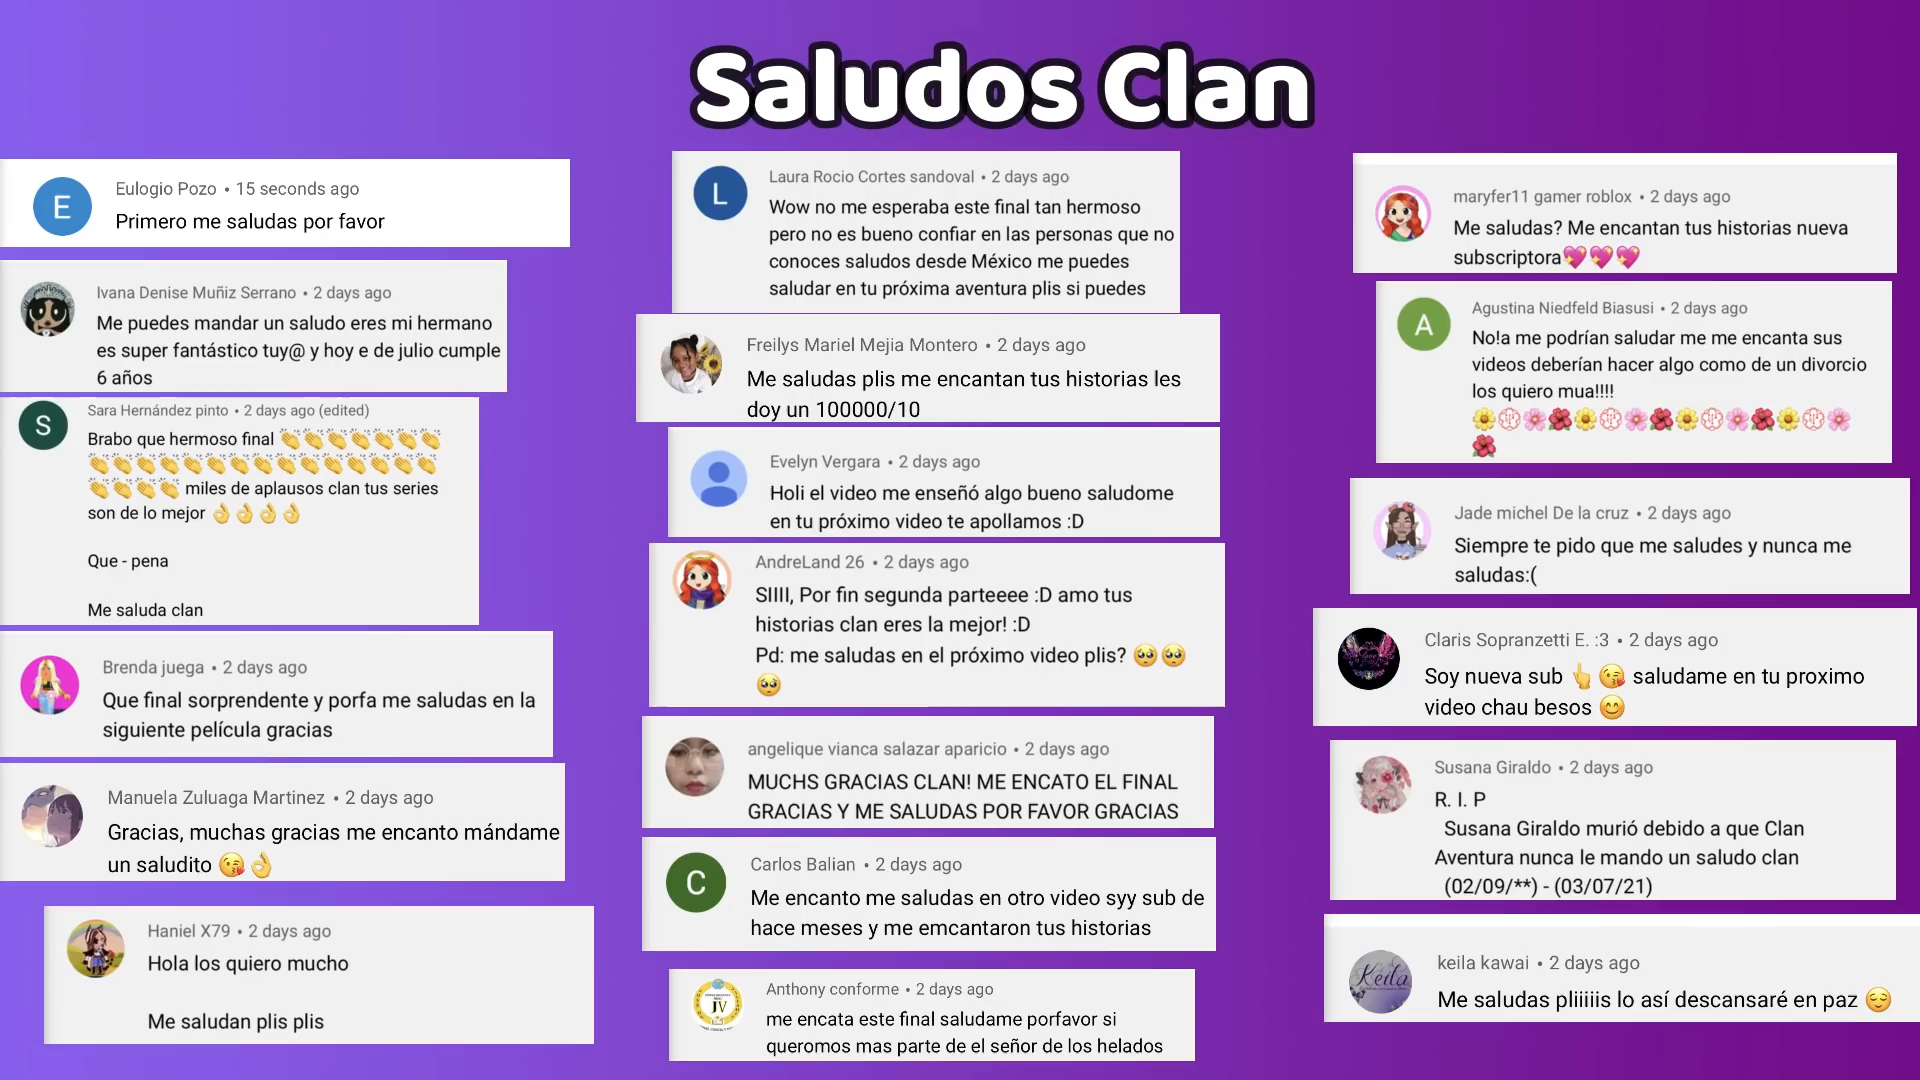 Saludos Clan
E
Eulogio Pozo • 15 seconds ago
Primero me saludas por favor
Ivana Denise Muñiz Serrano • 2 days ago
Me puedes mandar un saludo eres mi hermano
es super fantástico tuy@ y hoy e de julio cumple
6 años
S
Sara Hernández pinto • 2 days ago (edited)
Brabo que hermoso final 👏👏👏👏👏👏👏
👏👏👏👏👏👏👏👏👏👏👏👏👏👏👏
👏👏👏👏 miles de aplausos clan tus series
son de lo mejor 👌👌👌👌
Que - pena
Me saluda clan
Brenda juega • 2 days ago
Que final sorprendente y porfa me saludas en la
siguiente película gracias
Manuela Zuluaga Martinez • 2 days ago
Gracias, muchas gracias me encanto mándame
un saludito 😘👌
Haniel X79 • 2 days ago
Hola los quiero mucho
Me saludan plis plis
L
Laura Rocio Cortes sandoval • 2 days ago
Wow no me esperaba este final tan hermoso
pero no es bueno confiar en las personas que no
conoces saludos desde México me puedes
saludar en tu próxima aventura plis si puedes
Freilys Mariel Mejia Montero • 2 days ago
Me saludas plis me encantan tus historias les
doy un 100000/10
Evelyn Vergara • 2 days ago
Holi el video me enseñó algo bueno saludome
en tu próximo video te apollamos :D
AndreLand 26 • 2 days ago
SIIII, Por fin segunda parteeee :D amo tus
historias clan eres la mejor! :D
Pd: me saludas en el próximo video plis? 🥺🥺
🥺
angelique vianca salazar aparicio • 2 days ago
MUCHS GRACIAS CLAN! ME ENCATO EL FINAL
GRACIAS Y ME SALUDAS POR FAVOR GRACIAS
C
Carlos Balian • 2 days ago
Me encanto me saludas en otro video syy sub de
hace meses y me emcantaron tus historias
JV
Anthony conforme • 2 days ago
me encata este final saludame porfavor si
queromos mas parte de el señor de los helados
maryfer11 gamer roblox • 2 days ago
Me saludas? Me encantan tus historias nueva
subscriptora💖💖💖
A
Agustina Niedfeld Biasusi • 2 days ago
No!a me podrían saludar me me encanta sus
videos deberían hacer algo como de un divorcio
los quiero mua!!!!
🌼💮🌸🌺🌼💮🌸🌺🌼💮🌸🌺🌼💮🌸
🌺
Jade michel De la cruz • 2 days ago
Siempre te pido que me saludes y nunca me
saludas:(
Claris Sopranzetti E. :3 • 2 days ago
Soy nueva sub 👆😘 saludame en tu proximo
video chau besos 😊
Susana Giraldo • 2 days ago
R. I. P
Susana Giraldo murió debido a que Clan
Aventura nunca le mando un saludo clan
(02/09/**) - (03/07/21)
Keila
keila kawai • 2 days ago
Me saludas pliiiiis lo así descansaré en paz 😌